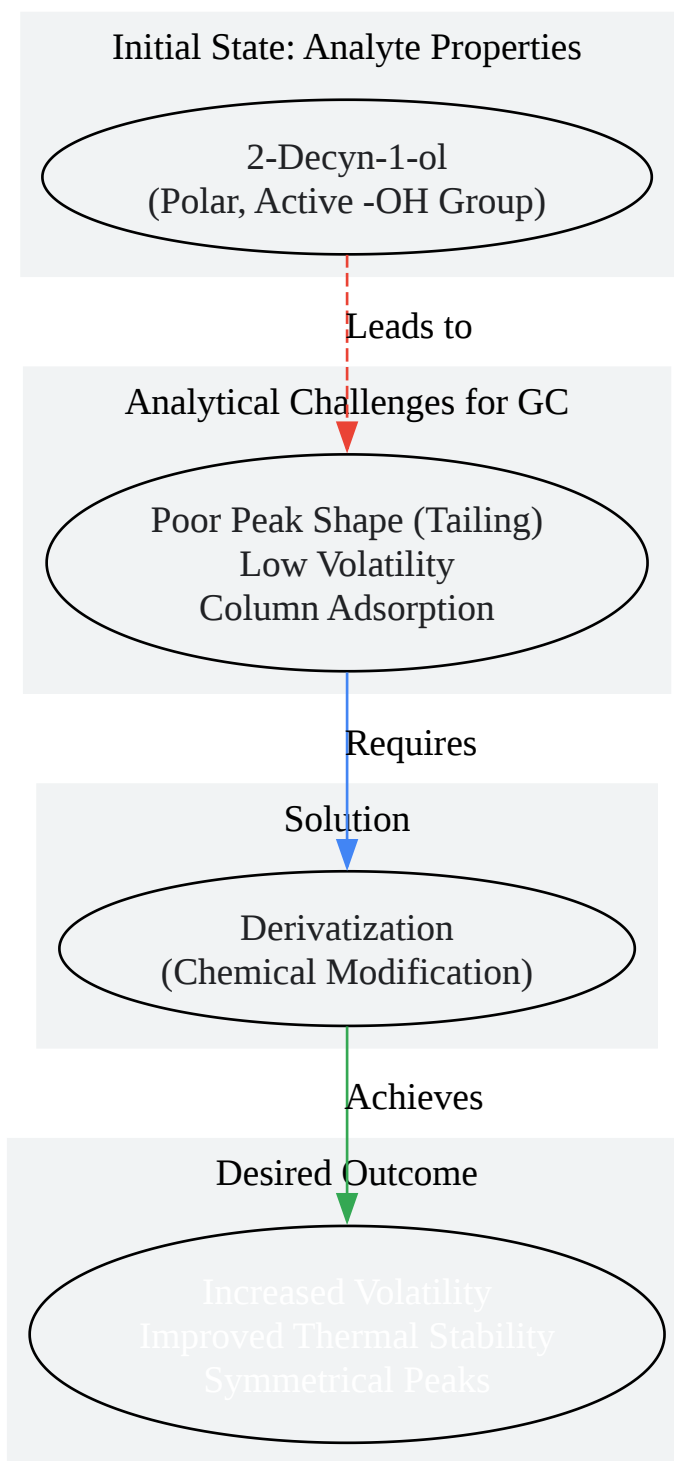 Initial State: Analyte Properties
2-Decyn-1-ol
(Polar, Active -OH Group)
Leads to
Analytical Challenges for GC
Poor Peak Shape (Tailing)
Low Volatility
Column Adsorption
Requires
Solution
Derivatization
(Chemical Modification)
Achieves
Desired Outcome
Increased Volatility
Improved Thermal Stability
Symmetrical Peaks